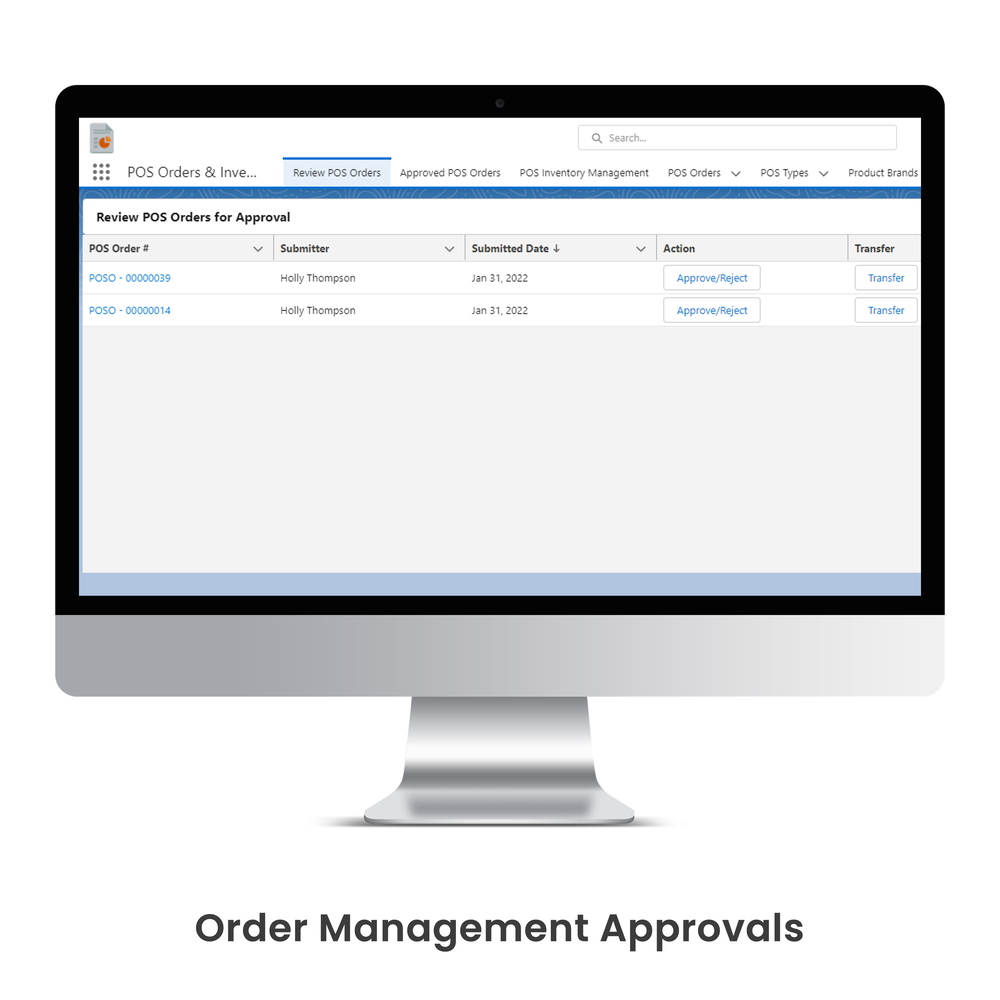 Search...
POS Orders & Inve...
Review POS Orders
Approved POS Orders
POS Inventory Management
POS Orders
POS Types
Product Brands
Review POS Orders for Approval
POS Order # Submitter Submitted Date ↓ Action Transfer
POSO - 00000039 Holly Thompson Jan 31, 2022 Approve/Reject Transfer
POSO - 00000014 Holly Thompson Jan 31, 2022 Approve/Reject Transfer
Order Management Approvals